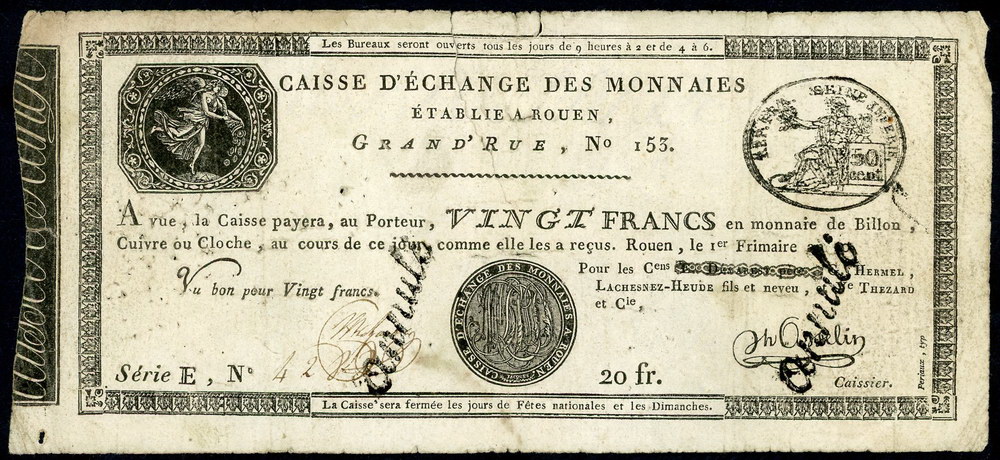 Les Bureaux seront ouverts tous les jours de 9 heures à 2 et de 4 à 6.
CAISSE D'ÉCHANGE DES MONNAIES
ÉTABLIE A ROUEN,
GRAND'RUE, No 153.
SEINE INFER.
50
cent
A vue, la Caisse payera, au Porteur, VINGT FRANCS en monnaie de Billon,
Cuivre ou Cloche, au cours de ce jour, comme elle les a reçus. Rouen, le 1er Frimaire
Pour les Cens HERMEL,
Vu bon pour Vingt francs.
LACHESNEZ-HEUDE fils et neveu, THEZARD
et Cie,
CAISSE D'ÉCHANGE DES MONNAIES A ROUEN
Annulé
Annulé
Série E, No 42
20 fr.
Caissier.
Periaux, typ
La Caisse sera fermée les jours de Fêtes nationales et les Dimanches.